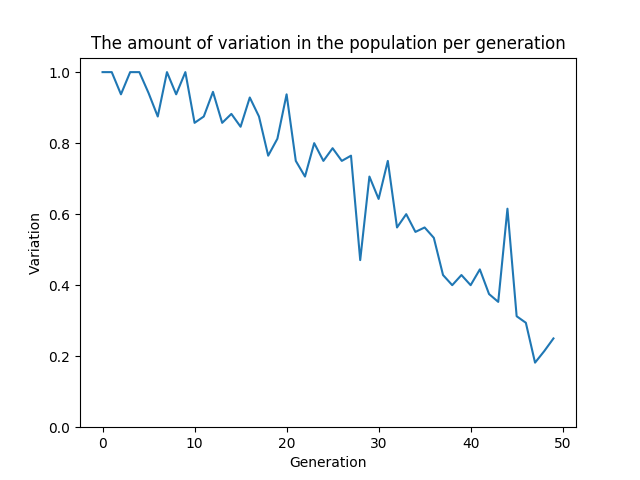 The amount of variation in the population per generation
1.0
0.8
0.6
0.4
0.2
0.0
Variation
0 10 20 30 40 50
Generation